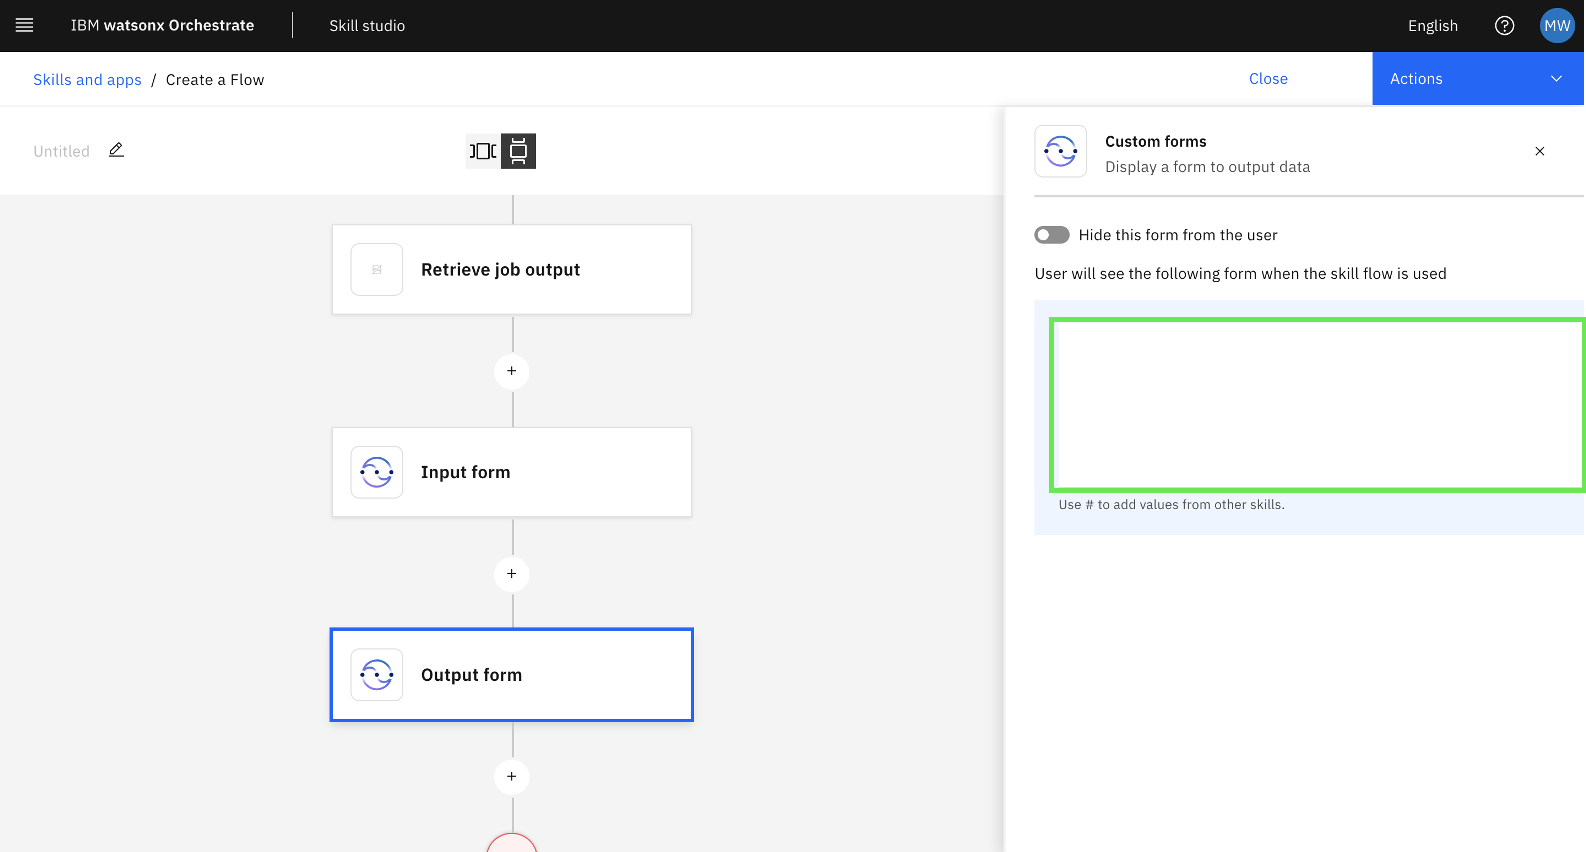 IBM watsonx Orchestrate
Skill studio
English
MW
Skills and apps / Create a Flow
Close
Actions
Untitled
Custom forms
Display a form to output data
Hide this form from the user
User will see the following form when the skill flow is used
Use # to add values from other skills.
Retrieve job output
+
Input form
+
Output form
+